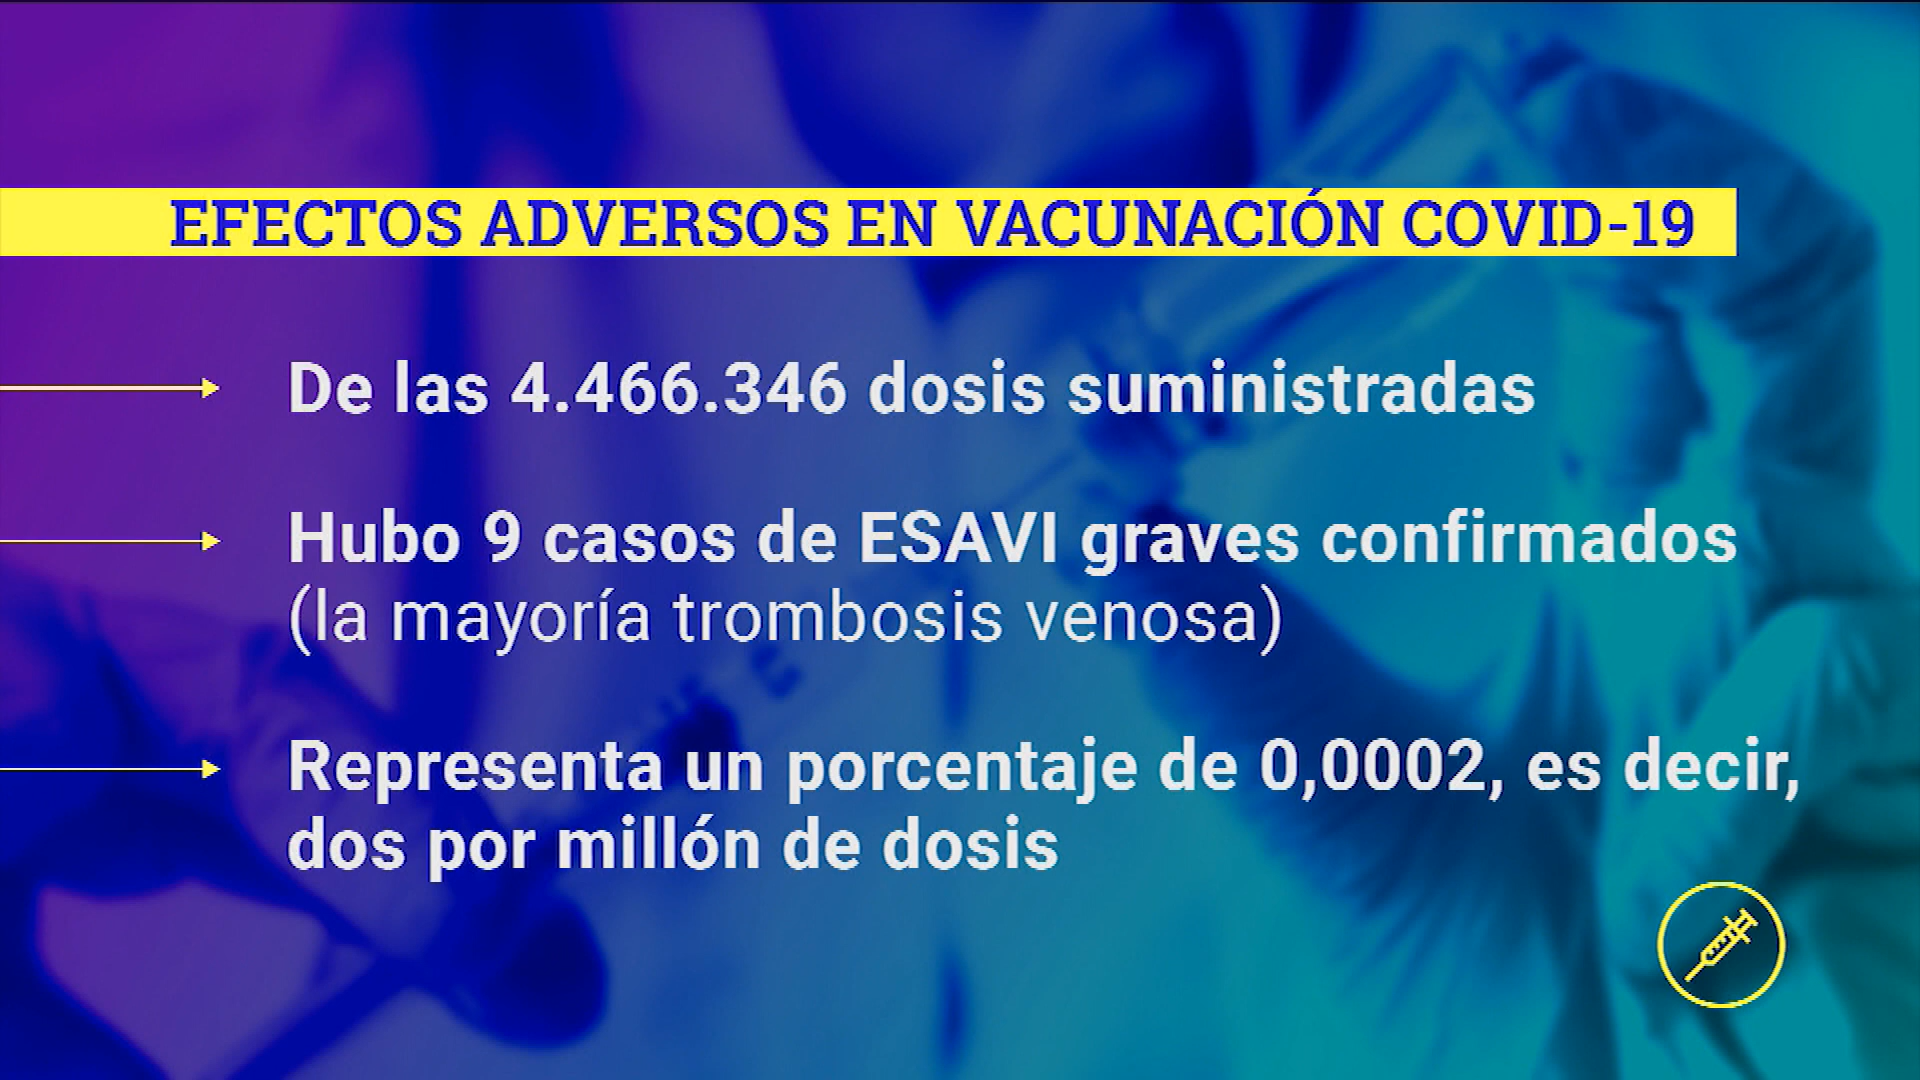 EFECTOS ADVERSOS EN VACUNACIÓN COVID-19
De las 4.466.346 dosis suministradas
Hubo 9 casos de ESAVI graves confirmados
(la mayoría trombosis venosa)
Representa un porcentaje de 0,0002, es decir,
dos por millón de dosis